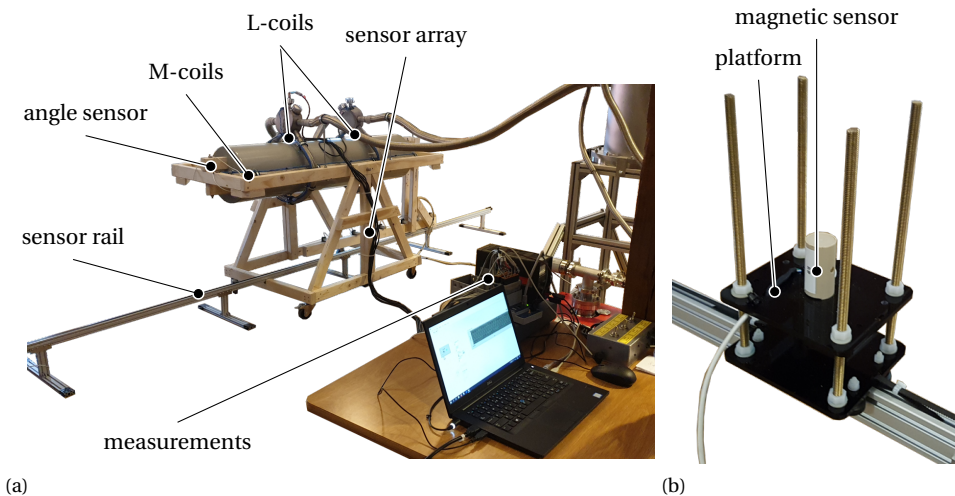 L-coils
sensor array
M-coils
angle sensor
sensor rail
measurements
(a)
magnetic sensor
platform
(b)